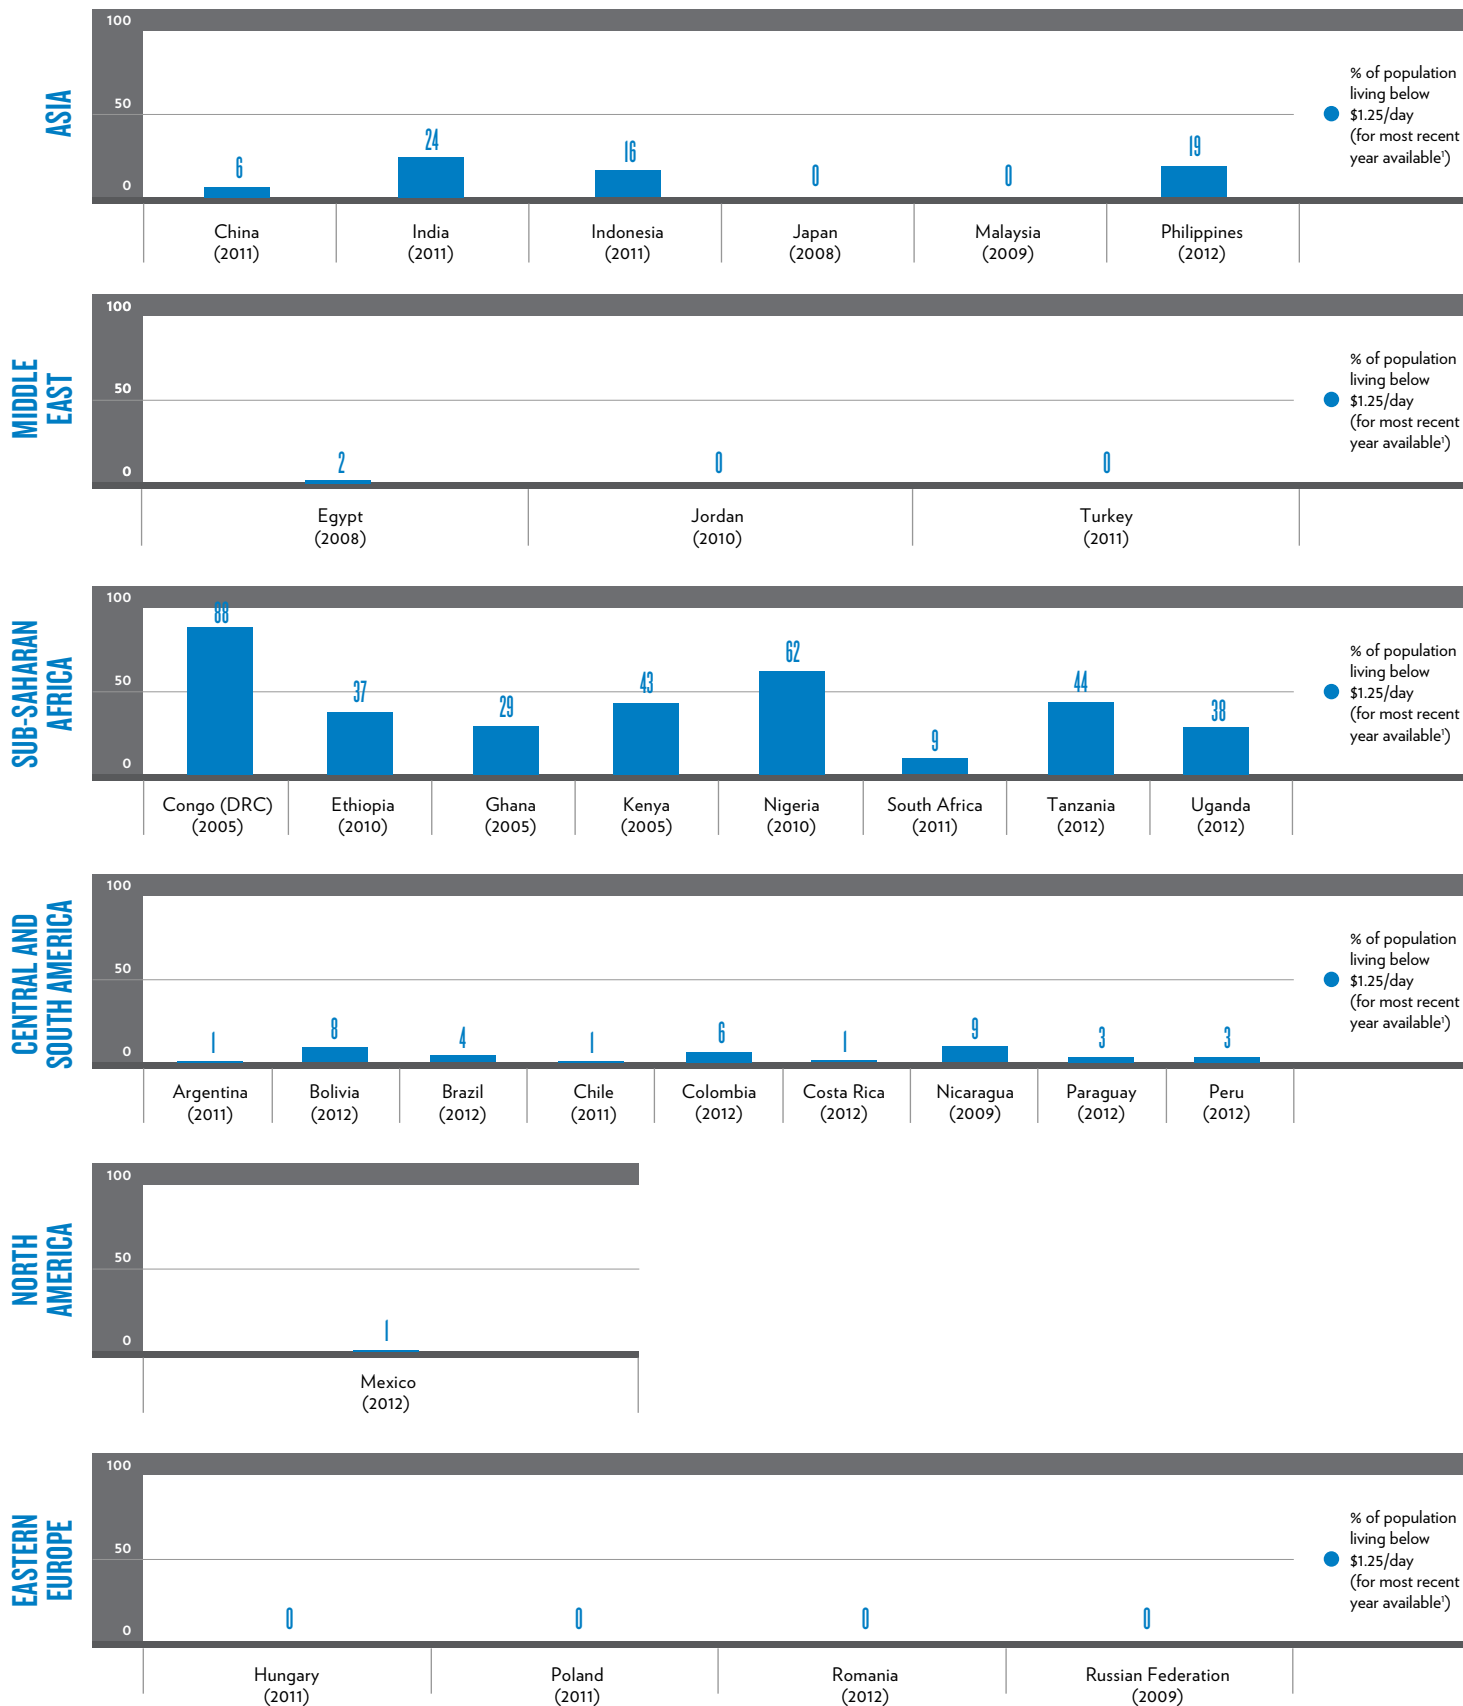 ASIA
100
50
0
6
24
16
0
0
19
China
(2011)
India
(2011)
Indonesia
(2011)
Japan
(2008)
Malaysia
(2009)
Philippines
(2012)
% of population
living below
$1.25/day
(for most recent
year available¹)
MIDDLE
EAST
100
50
0
2
0
0
Egypt
(2008)
Jordan
(2010)
Turkey
(2011)
% of population
living below
$1.25/day
(for most recent
year available¹)
SUB-SAHARAN
AFRICA
100
50
0
88
37
29
43
62
9
44
38
Congo (DRC)
(2005)
Ethiopia
(2010)
Ghana
(2005)
Kenya
(2005)
Nigeria
(2010)
South Africa
(2011)
Tanzania
(2012)
Uganda
(2012)
% of population
living below
$1.25/day
(for most recent
year available¹)
CENTRAL AND
SOUTH AMERICA
100
50
0
1
8
4
1
6
1
9
3
3
Argentina
(2011)
Bolivia
(2012)
Brazil
(2012)
Chile
(2011)
Colombia
(2012)
Costa Rica
(2012)
Nicaragua
(2009)
Paraguay
(2012)
Peru
(2012)
% of population
living below
$1.25/day
(for most recent
year available¹)
NORTH
AMERICA
100
50
0
1
Mexico
(2012)
EASTERN
EUROPE
100
50
0
0
0
0
0
Hungary
(2011)
Poland
(2011)
Romania
(2012)
Russian Federation
(2009)
% of population
living below
$1.25/day
(for most recent
year available¹)